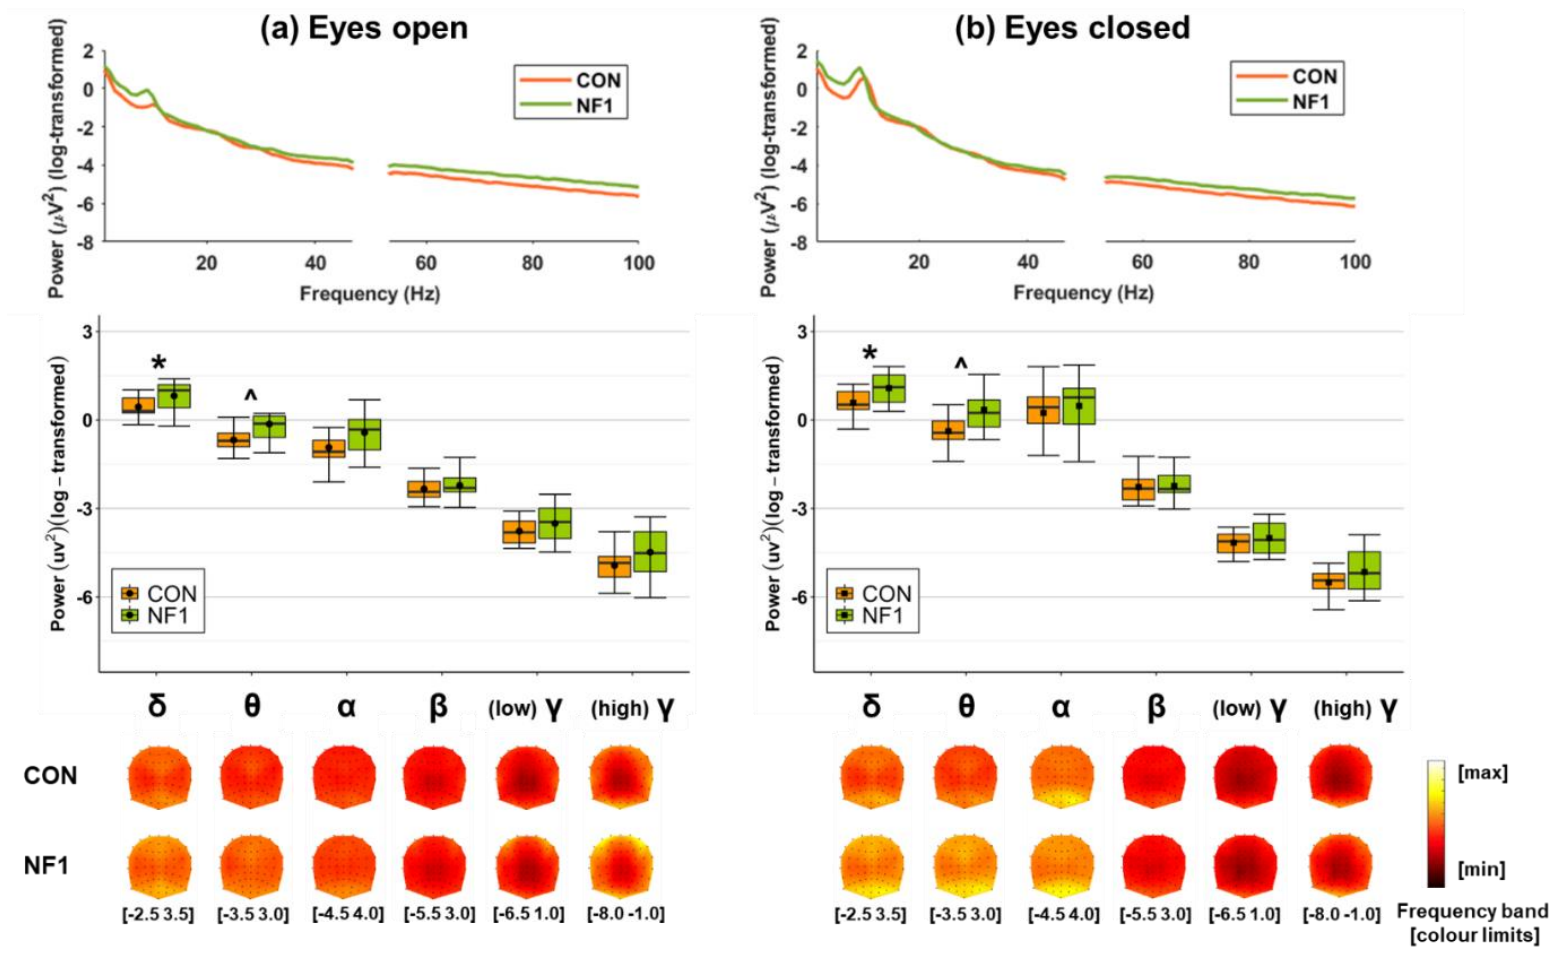 (a) Eyes open
(b) Eyes closed
Power (μV²) (log-transformed)
2
0
-2
-4
-6
-8
CON
NF1
20
40
60
80
100
Frequency (Hz)
Power (μV²) (log-transformed)
2
0
-2
-4
-6
-8
CON
NF1
20
40
60
80
100
Frequency (Hz)
Power (uv²)(log − transformed)
3
0
-3
-6
*
^
CON
NF1
δ
θ
α
β
(low) γ
(high) γ
Power (uv²)(log − transformed)
3
0
-3
-6
*
^
CON
NF1
δ
θ
α
β
(low) γ
(high) γ
CON
NF1
[-2.5 3.5] [-3.5 3.0] [-4.5 4.0] [-5.5 3.0] [-6.5 1.0] [-8.0 -1.0]
[-2.5 3.5] [-3.5 3.0] [-4.5 4.0] [-5.5 3.0] [-6.5 1.0] [-8.0 -1.0]
[max]
[min]
Frequency band
[colour limits]